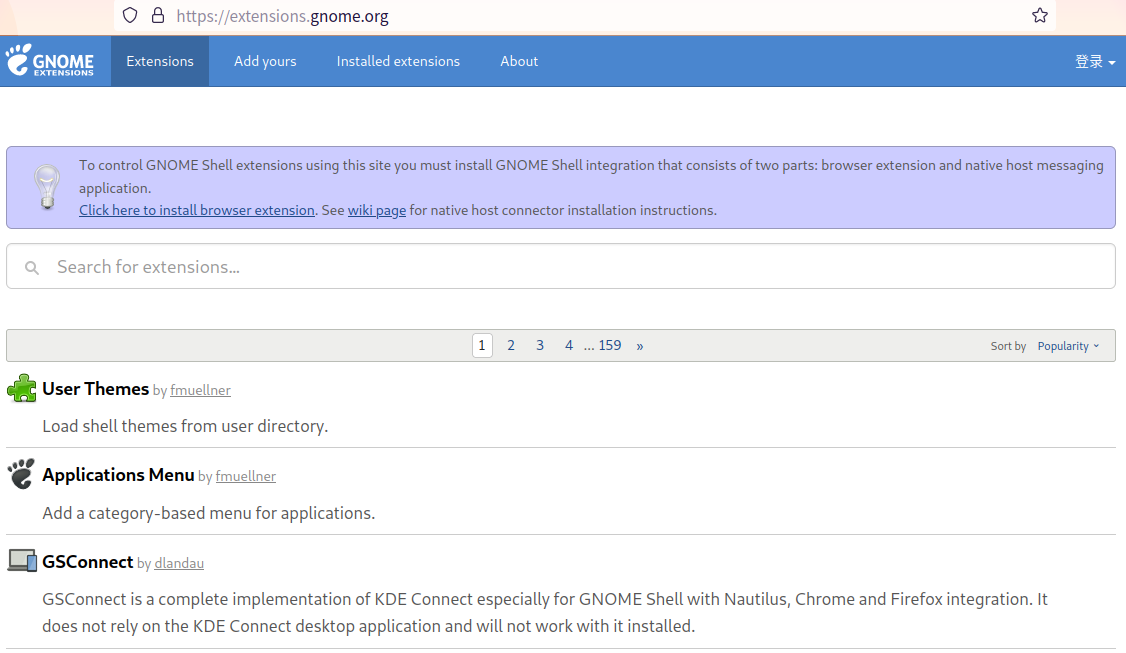 https://extensions.gnome.org
GNOME
EXTENSIONS
Extensions
Add yours
Installed extensions
About
登录
To control GNOME Shell extensions using this site you must install GNOME Shell integration that consists of two parts: browser extension and native host messaging
application.
Click here to install browser extension. See wiki page for native host connector installation instructions.
Search for extensions...
1 2 3 4 ... 159 »
Sort by Popularity
User Themes by fmuellner
Load shell themes from user directory.
Applications Menu by fmuellner
Add a category-based menu for applications.
GSConnect by dlandau
GSConnect is a complete implementation of KDE Connect especially for GNOME Shell with Nautilus, Chrome and Firefox integration. It
does not rely on the KDE Connect desktop application and will not work with it installed.